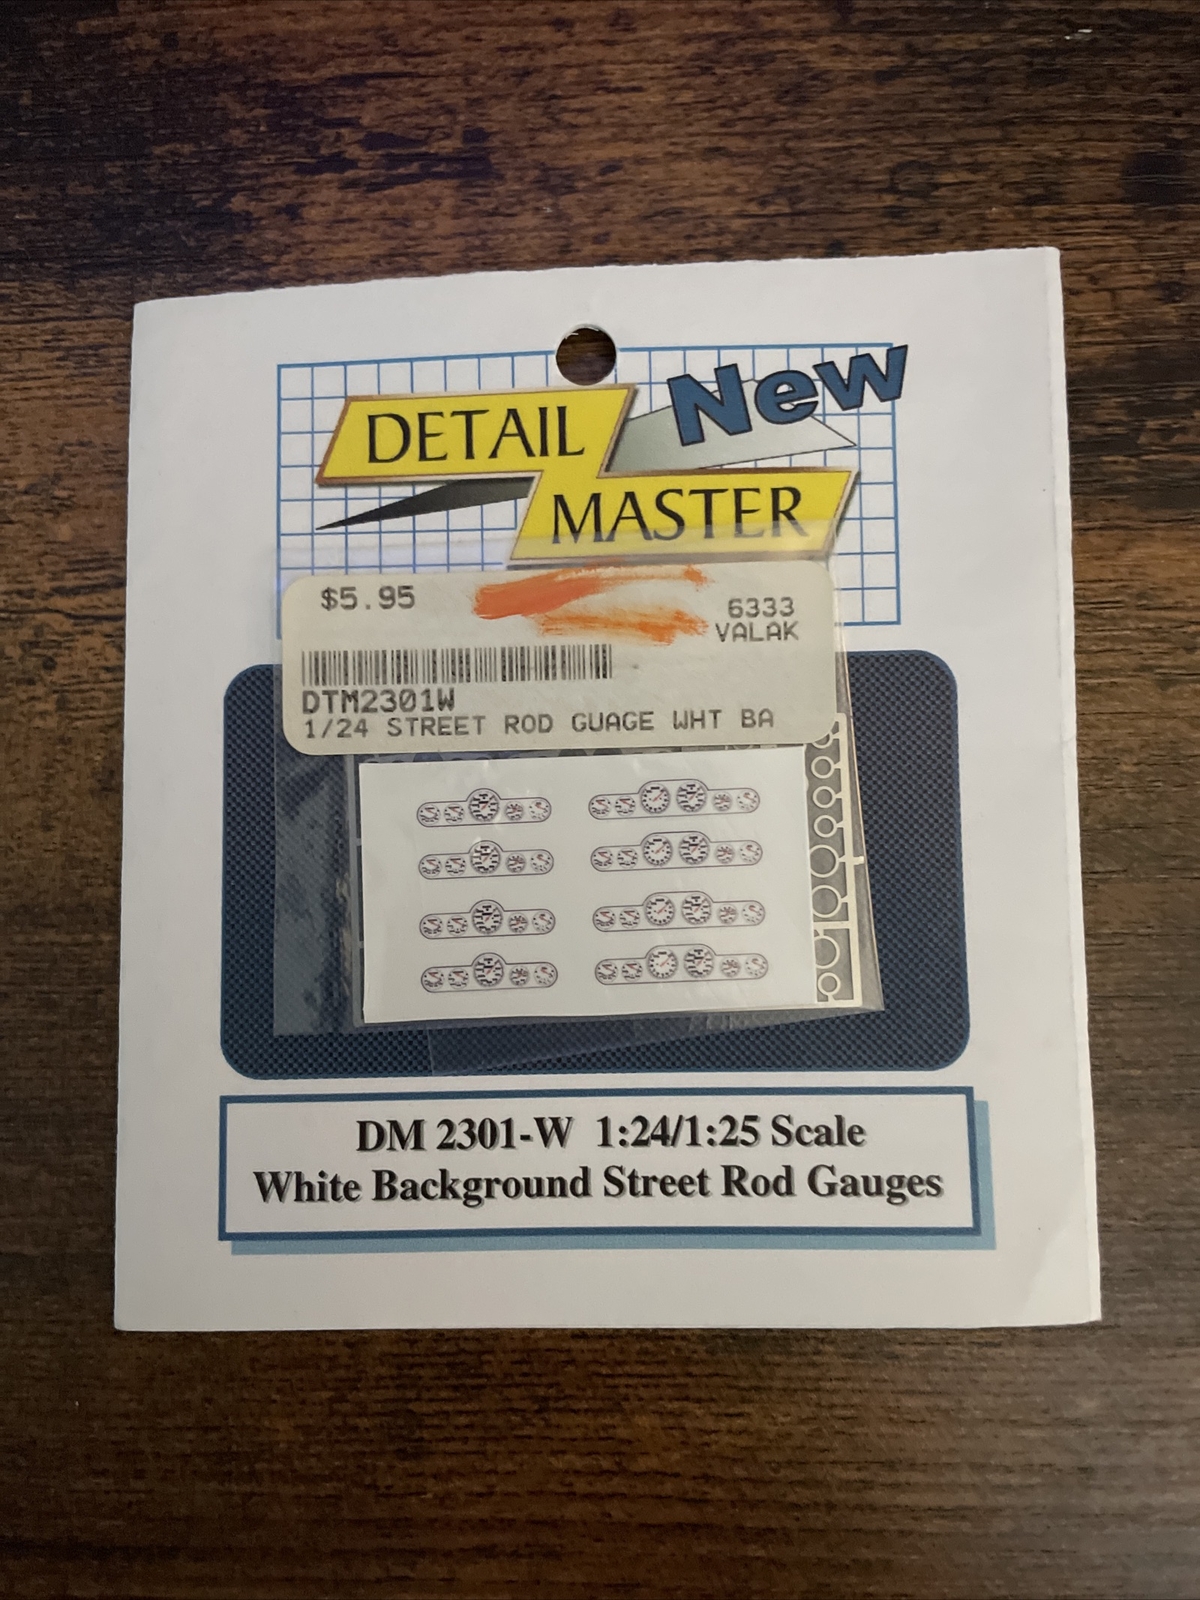 New
DETAIL
MASTER
$5.95
6333
VALAK
DTM2301W
1/24 STREET ROD GUAGE WHT BA
DM 2301-W 1:24/1:25 Scale
White Background Street Rod Gauges